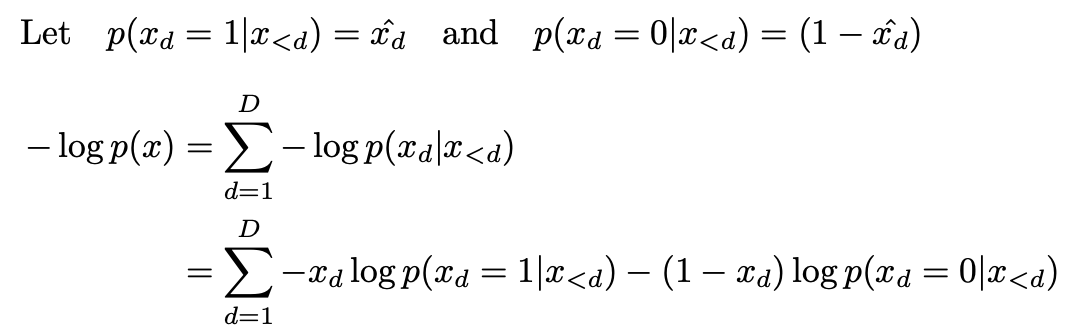 Let p(x_d = 1|x_{<d}) = \hat{x_d} and p(x_d = 0|x_{<d}) = (1 − \hat{x_d})
− log p(x) = \sum_{d=1}^{D} − log p(x_d|x_{<d})
= \sum_{d=1}^{D} −x_d log p(x_d = 1|x_{<d}) − (1 − x_d) log p(x_d = 0|x_{<d})